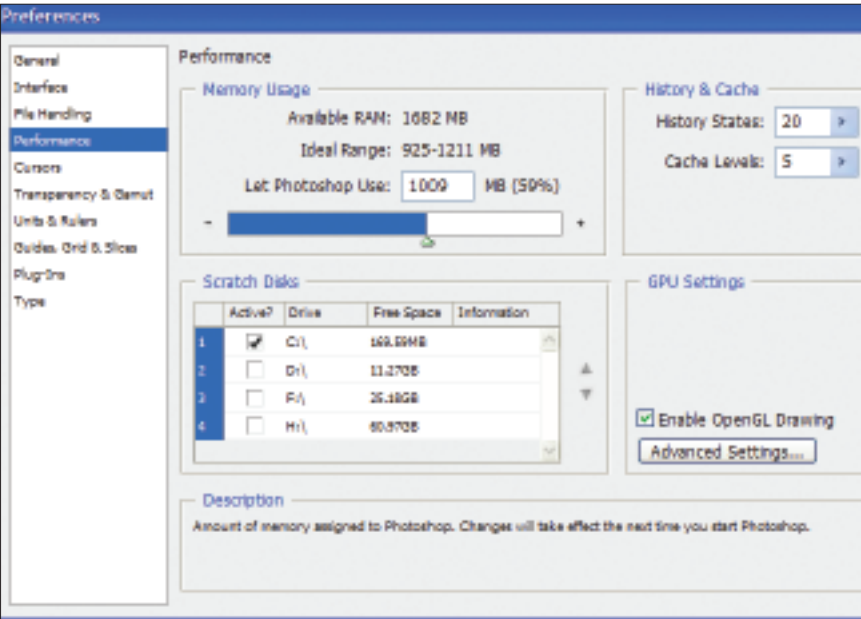 Preferences
General
Interface
File Handling
Performance
Cursors
Transparency & Gamut
Units & Rulers
Guides, Grid & Slices
Plug-Ins
Type
Performance
Memory Usage
Available RAM: 1682 MB
Ideal Range: 925-1211 MB
Let Photoshop Use: 1009 MB (59%)
- +
History & Cache
History States: 20
Cache Levels: 5
Scratch Disks
Active? Drive Free Space Information
1 C:\
2 D:\ 11.27GB
3 F:\ 25.18GB
4 H:\ 60.97GB
GPU Settings
Enable OpenGL Drawing
Advanced Settings...
Description
Amount of memory assigned to Photoshop. Changes will take effect the next time you start Photoshop.